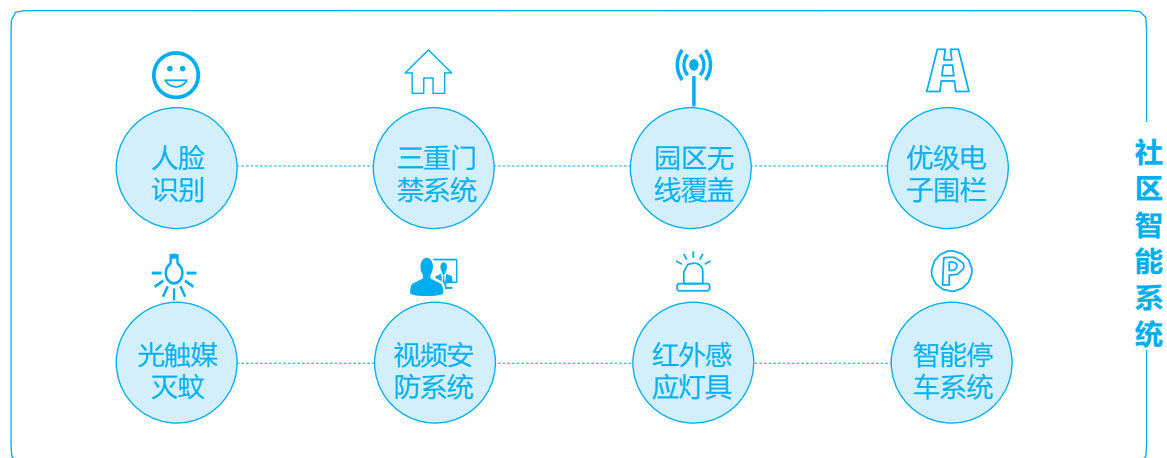 人脸
识别
三重门
禁系统
园区无
线覆盖
优级电
子围栏
光触媒
灭蚊
视频安
防系统
红外感
应灯具
智能停
车系统
P
社区智能系统